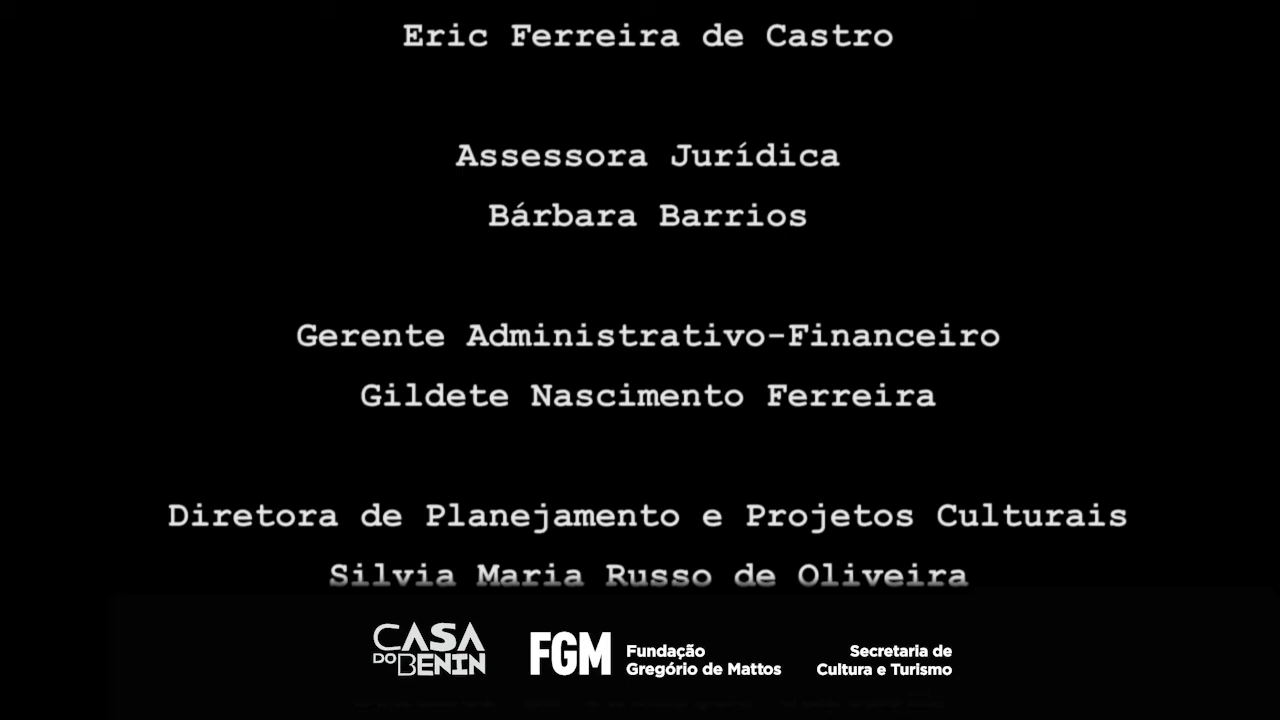 Eric Ferreira de Castro
Assessora Jurídica
Bárbara Barrios
Gerente Administrativo-Financeiro
Gildete Nascimento Ferreira
Diretora de Planejamento e Projetos Culturais
Silvia Maria Russo de Oliveira
CASA
DO BENIN
FGM
Fundação
Gregório de Mattos
Secretaria de
Cultura e Turismo